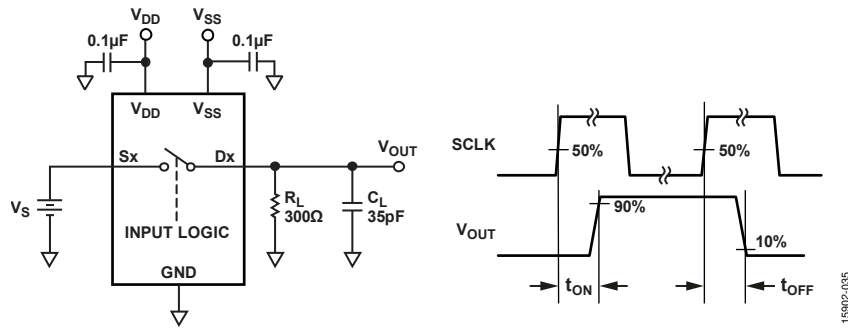 VDD VSS
0.1µF 0.1µF
VDD VSS
Sx Dx VOUT
VS
RL
300Ω
CL
35pF
INPUT LOGIC
GND
SCLK
50% 50%
VOUT
90%
10%
tON tOFF
15902-035